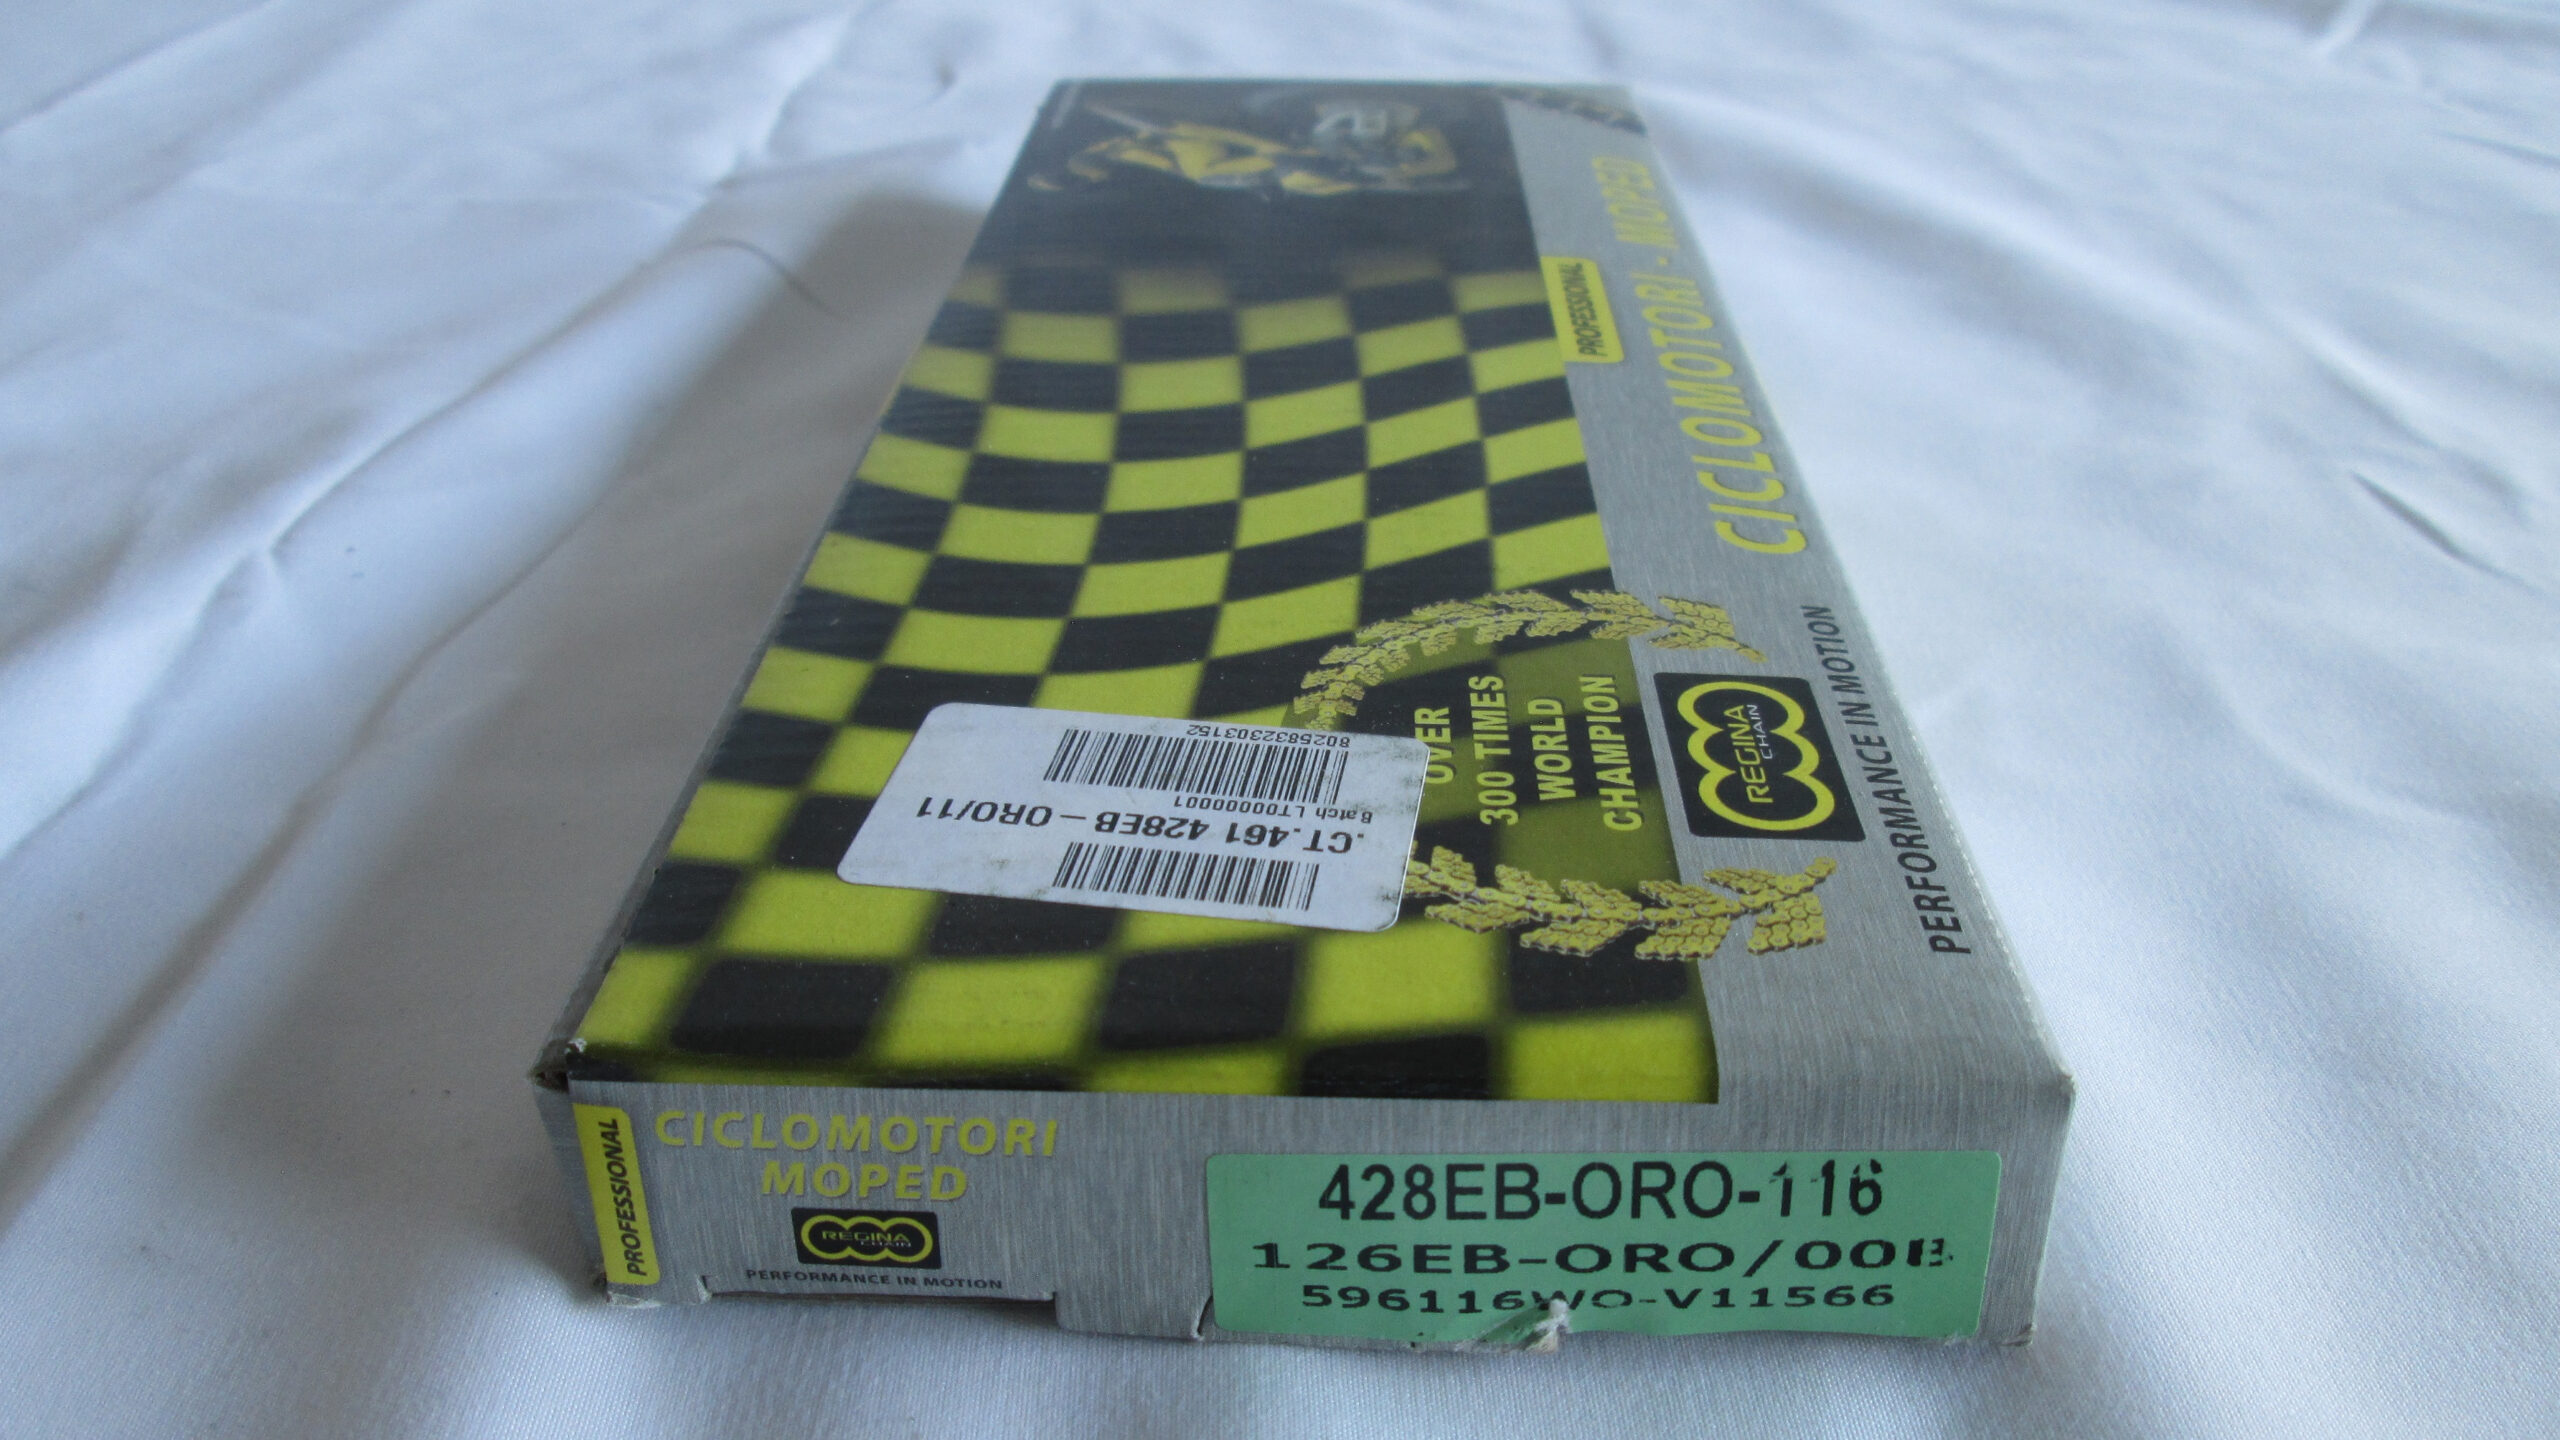 CICLOMOTORI - MOPED
PROFESSIONAL
OVER
300 TIMES
WORLD
CHAMPION
REGINA
CHAIN
PERFORMANCE IN MOTION
.CT.461 428EB – ORO/11
Batch LT00000001
8025832303152
PROFESSIONAL
CICLOMOTORI
MOPED
REGINA
CHAIN
PERFORMANCE IN MOTION
428EB-ORO-116
126EB-ORO/00B
596116WO-V11566